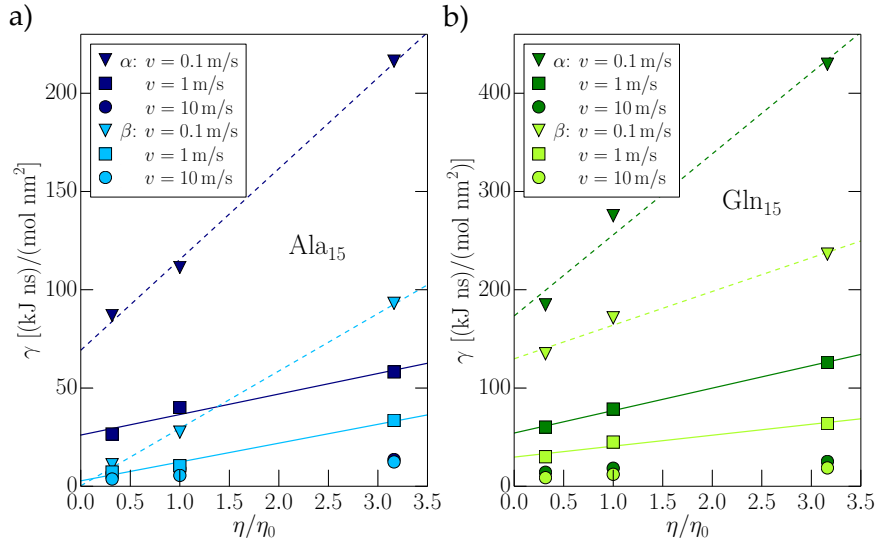 a)
α: v = 0.1 m/s
v = 1 m/s
v = 10 m/s
β: v = 0.1 m/s
v = 1 m/s
v = 10 m/s
Ala₁₅
γ [(kJ ns)/(mol nm²)]
200
150
100
50
0
0.0 0.5 1.0 1.5 2.0 2.5 3.0 3.5
η/η₀
b)
α: v = 0.1 m/s
v = 1 m/s
v = 10 m/s
β: v = 0.1 m/s
v = 1 m/s
v = 10 m/s
Gln₁₅
γ [(kJ ns)/(mol nm²)]
400
300
200
100
0
0.0 0.5 1.0 1.5 2.0 2.5 3.0 3.5
η/η₀